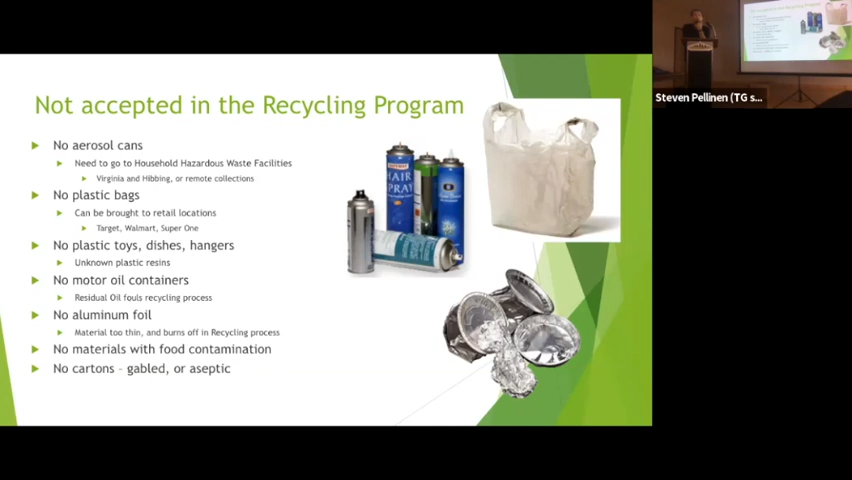 Not accepted in the Recycling Program
No aerosol cans
Need to go to Household Hazardous Waste Facilities
Virginia and Hibbing, or remote collections
No plastic bags
Can be brought to retail locations
Target, Walmart, Super One
No plastic toys, dishes, hangers
Unknown plastic resins
No motor oil containers
Residual Oil fouls recycling process
No aluminum foil
Material too thin, and burns off in Recycling process
No materials with food contamination
No cartons – gabled, or aseptic
HAIR
SPRAY
Steven Pellinen (TG s...